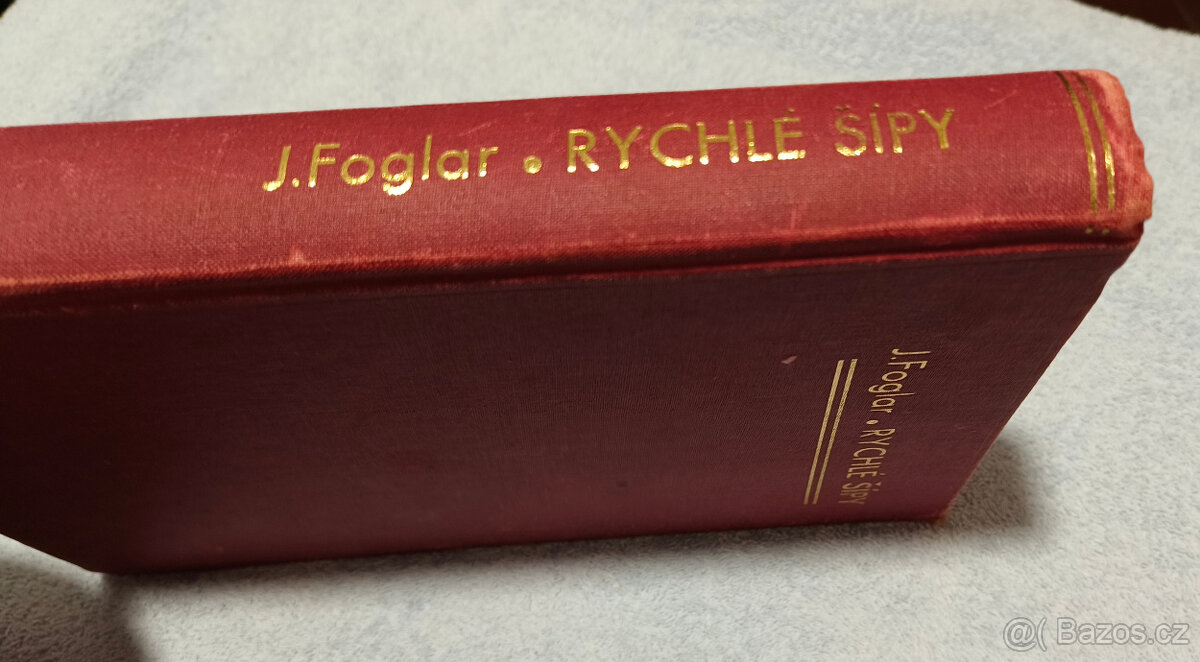 J.Foglar . RYCHLÉ ŠÍPY
J.Foglar . RYCHLÉ ŠÍPY
@( Bazos.cz